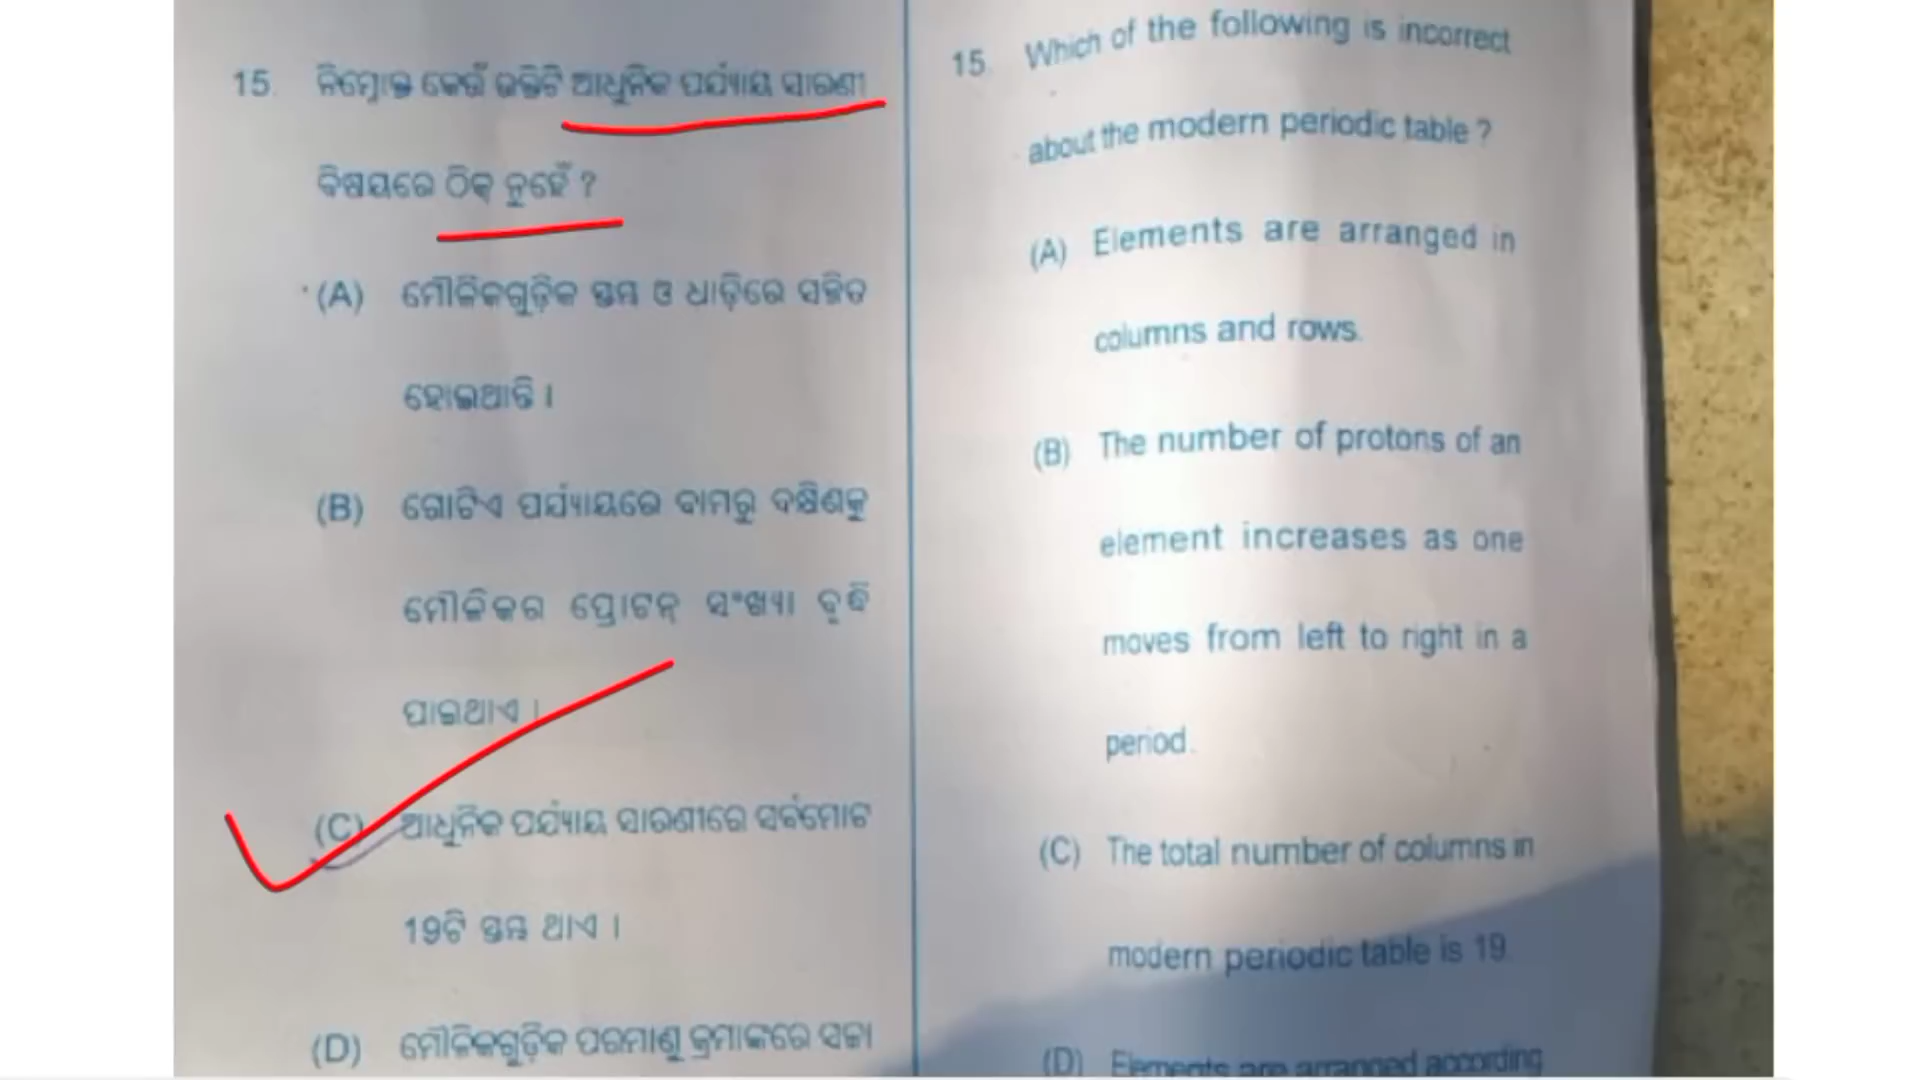 15. ନିମ୍ନୋକ୍ତ କେଉଁ ଉକ୍ତିଟି ଆଧୁନିକ ପର୍ଯ୍ୟାୟ ସାରଣୀ
ବିଷୟରେ ଠିକ୍ ନୁହେଁ ?
(A) ମୌଳିକଗୁଡ଼ିକ ସ୍ତମ୍ଭ ଓ ଧାଡ଼ିରେ ସଜ୍ଜିତ
ହୋଇଥାନ୍ତି ।
(B) ଗୋଟିଏ ପର୍ଯ୍ୟାୟରେ ବାମରୁ ଦକ୍ଷିଣକୁ
ମୌଳିକର ପ୍ରୋଟନ୍ ସଂଖ୍ୟା ବୃଦ୍ଧି
ପାଇଥାଏ ।
(C) ଆଧୁନିକ ପର୍ଯ୍ୟାୟ ସାରଣୀରେ ସର୍ବମୋଟ
19ଟି ସ୍ତମ୍ଭ ଥାଏ ।
(D) ମୌଳିକଗୁଡ଼ିକ ପରମାଣୁ କ୍ରମାଙ୍କରେ ସଜା
15. Which of the following is incorrect
about the modern periodic table ?
(A) Elements are arranged in
columns and rows.
(B) The number of protons of an
element increases as one
moves from left to right in a
period.
(C) The total number of columns in
modern periodic table is 19.
(D) Elements are arranged according